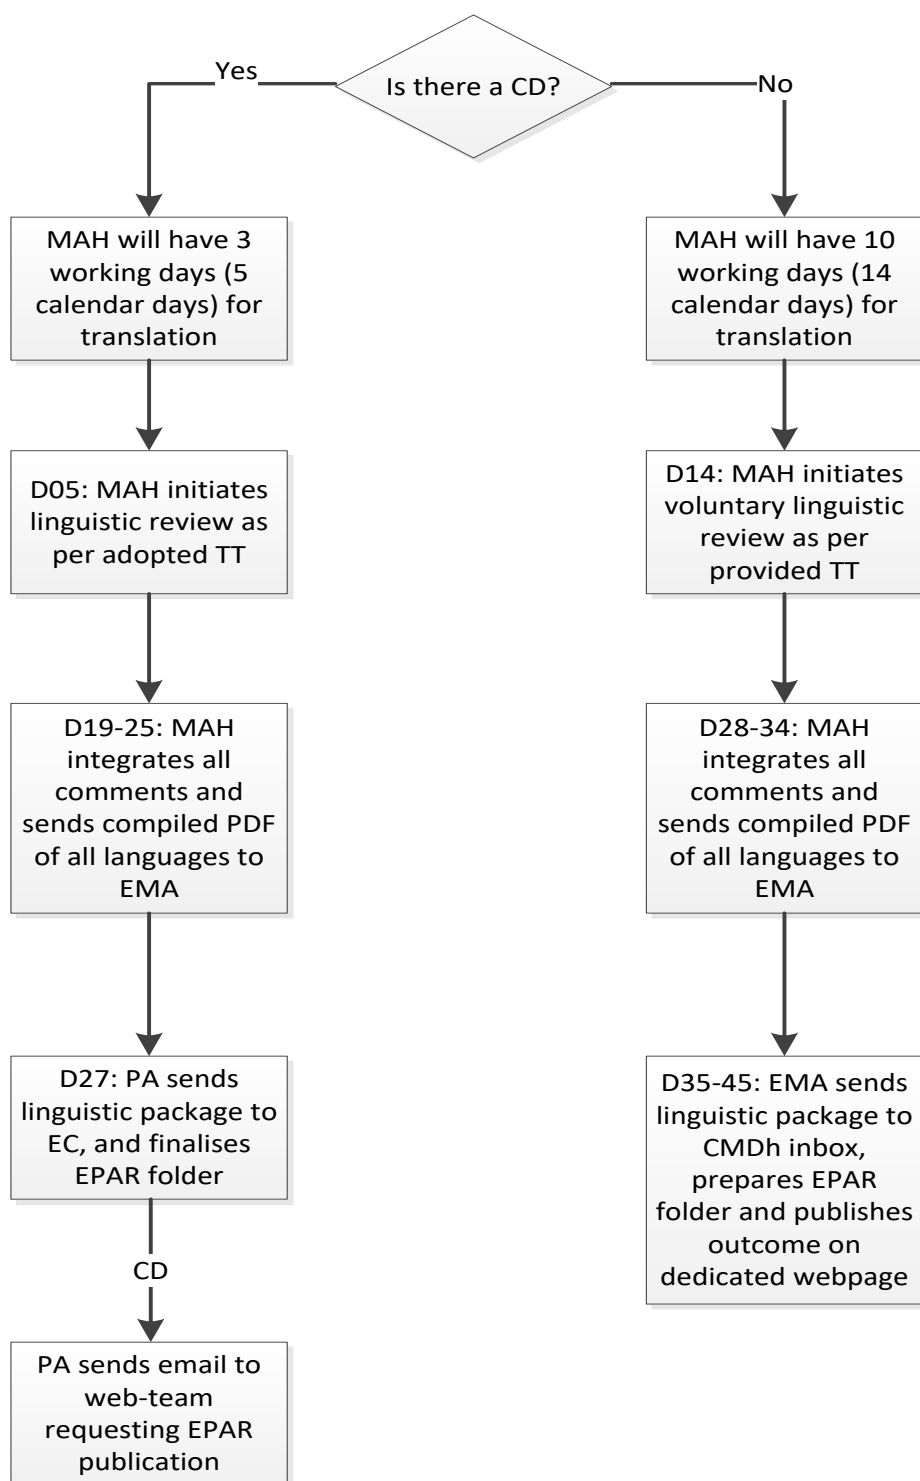 Is there a CD?
Yes
No
MAH will have 3
working days (5
calendar days) for
translation
MAH will have 10
working days (14
calendar days) for
translation
D05: MAH initiates
linguistic review as
per adopted TT
D14: MAH initiates
voluntary linguistic
review as per
provided TT
D19-25: MAH
integrates all
comments and
sends compiled PDF
of all languages to
EMA
D28-34: MAH
integrates all
comments and
sends compiled PDF
of all languages to
EMA
D27: PA sends
linguistic package to
EC, and finalises
EPAR folder
D35-45: EMA sends
linguistic package to
CMDh inbox,
prepares EPAR
folder and publishes
outcome on
dedicated webpage
CD
PA sends email to
web-team
requesting EPAR
publication